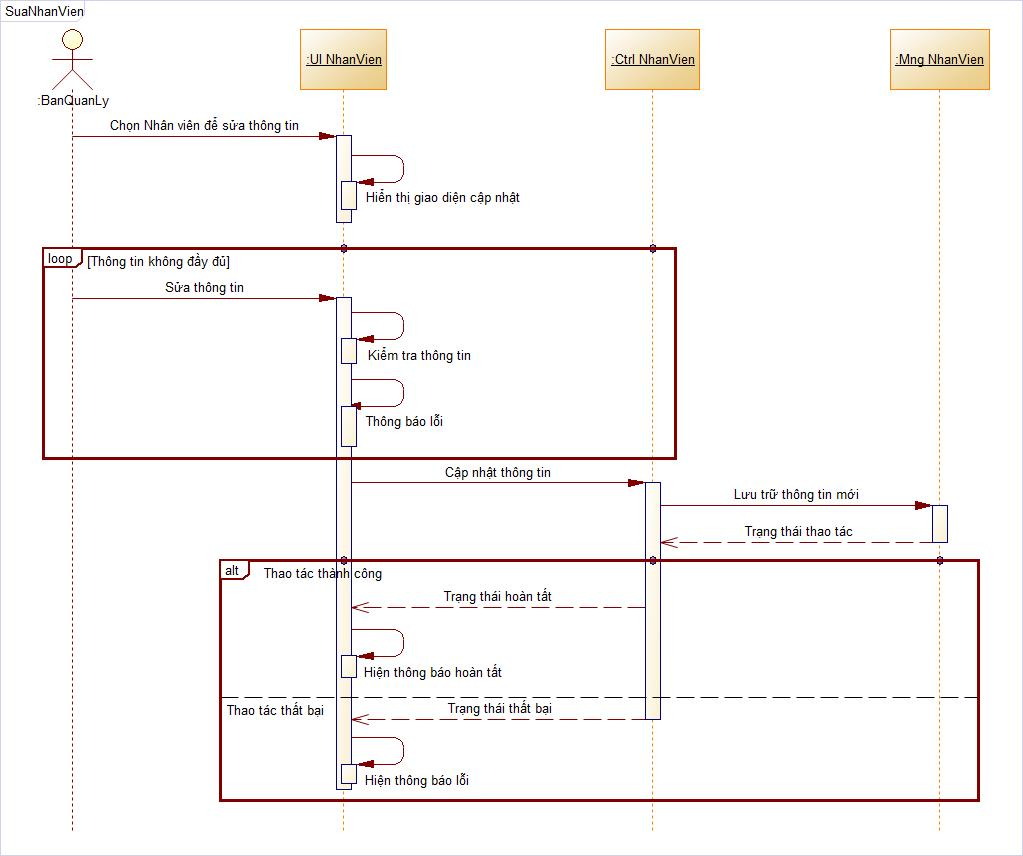 SuaNhanVien
:BanQuanLy
:UI NhanVien
:Ctrl NhanVien
:Mng NhanVien
Chọn Nhân viên để sửa thông tin
Hiển thị giao diện cập nhật
loop
[Thông tin không đầy đủ]
Sửa thông tin
Kiểm tra thông tin
Thông báo lỗi
Cập nhật thông tin
Lưu trữ thông tin mới
Trạng thái thao tác
alt
Thao tác thành công
Trạng thái hoàn tất
Hiện thông báo hoàn tất
Thao tác thất bại
Trạng thái thất bại
Hiện thông báo lỗi